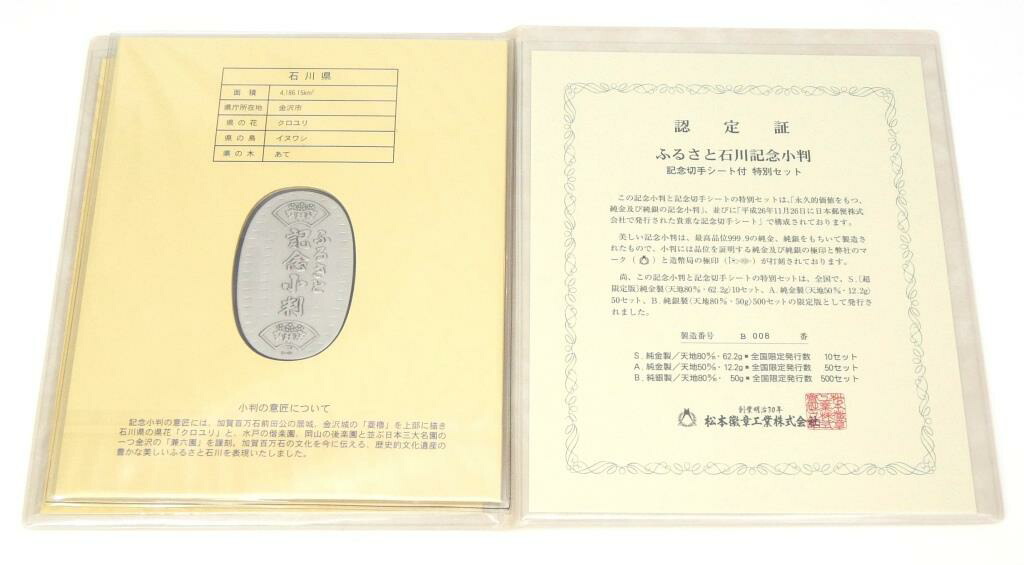 石川県
面積 4,186.15km²
県庁所在地 金沢市
県の花 クロユリ
県の鳥 イヌワシ
県の木 あて
ふるさと石川
記念小判
小判の意匠について
記念小判の意匠には、加賀百万石前田公の居城、金沢城の「菱櫓」を上部に描き
石川県の県花「クロユリ」と、水戸の偕楽園、岡山の後楽園と並ぶ日本三大名園の
一つ金沢の「兼六園」を謹刻。加賀百万石の文化を今に伝える、歴史的文化遺産の
豊かな美しいふるさと石川を表現いたしました。
認定証
ふるさと石川記念小判
記念切手シート付 特別セット
この記念小判と記念切手シートの特別セットは、「永久的価値をもつ、
純金及び純銀の記念小判」、並びに「平成26年11月26日に日本郵便株式
会社で発行された貴重な記念切手シート」で構成されております。
美しい記念小判は、最高品位999.9の純金、純銀をもちいて製造さ
れたもので、小判には品位を証明する純金及び純銀の極印と弊社のマ
ーク( )と造幣局の極印( )が打刻されております。
尚、この記念小判と記念切手シートの特別セットは、全国で、S.〔超
限定版〕純金製〈天地80%・62.2g〉10セット、A.純金製〈天地50%・12.2g〉
50セット、B.純銀製〈天地80%・50g〉500セットの限定版として発行さ
れました。
製造番号 B 008 番
S.純金製/天地80%・62.2g■全国限定発行数 10セット
A.純金製/天地50%・12.2g■全国限定発行数 50セット
B.純銀製/天地80%・ 50g■全国限定発行数 500セット
創業明治30年
松本徽章工業株式会社